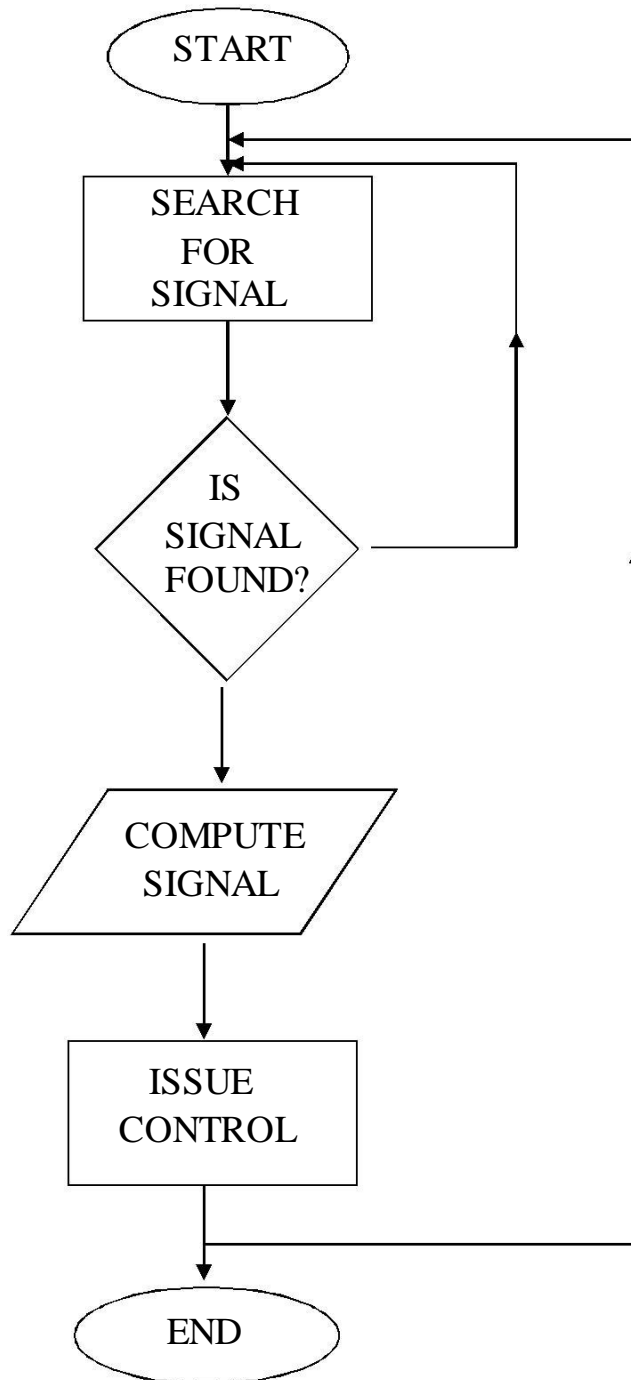 START
SEARCH
FOR
SIGNAL
IS
SIGNAL
FOUND?
COMPUTE
SIGNAL
ISSUE
CONTROL
END